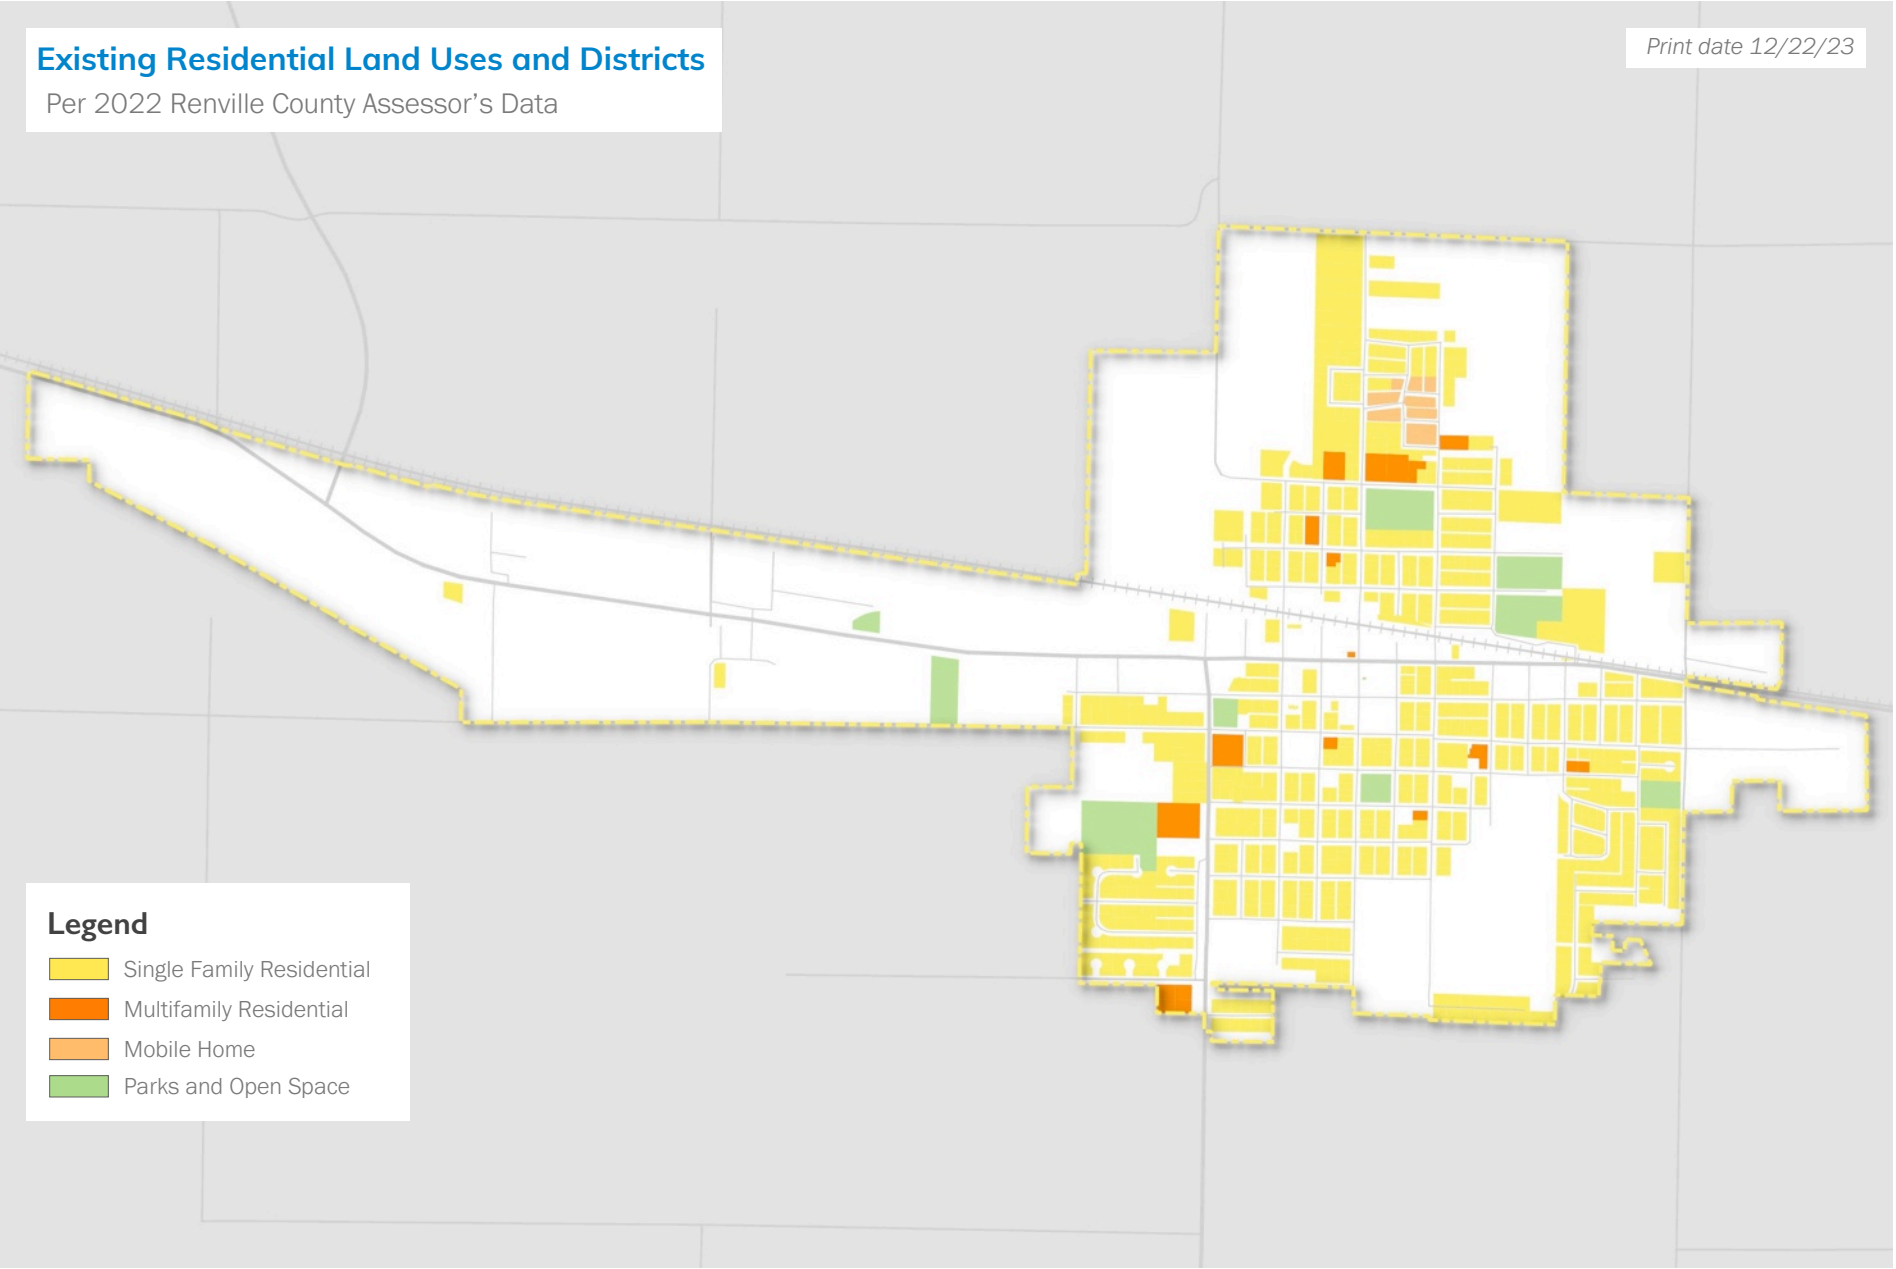 Existing Residential Land Uses and Districts
Per 2022 Renville County Assessor's Data
Print date 12/22/23
Legend
Single Family Residential
Multifamily Residential
Mobile Home
Parks and Open Space